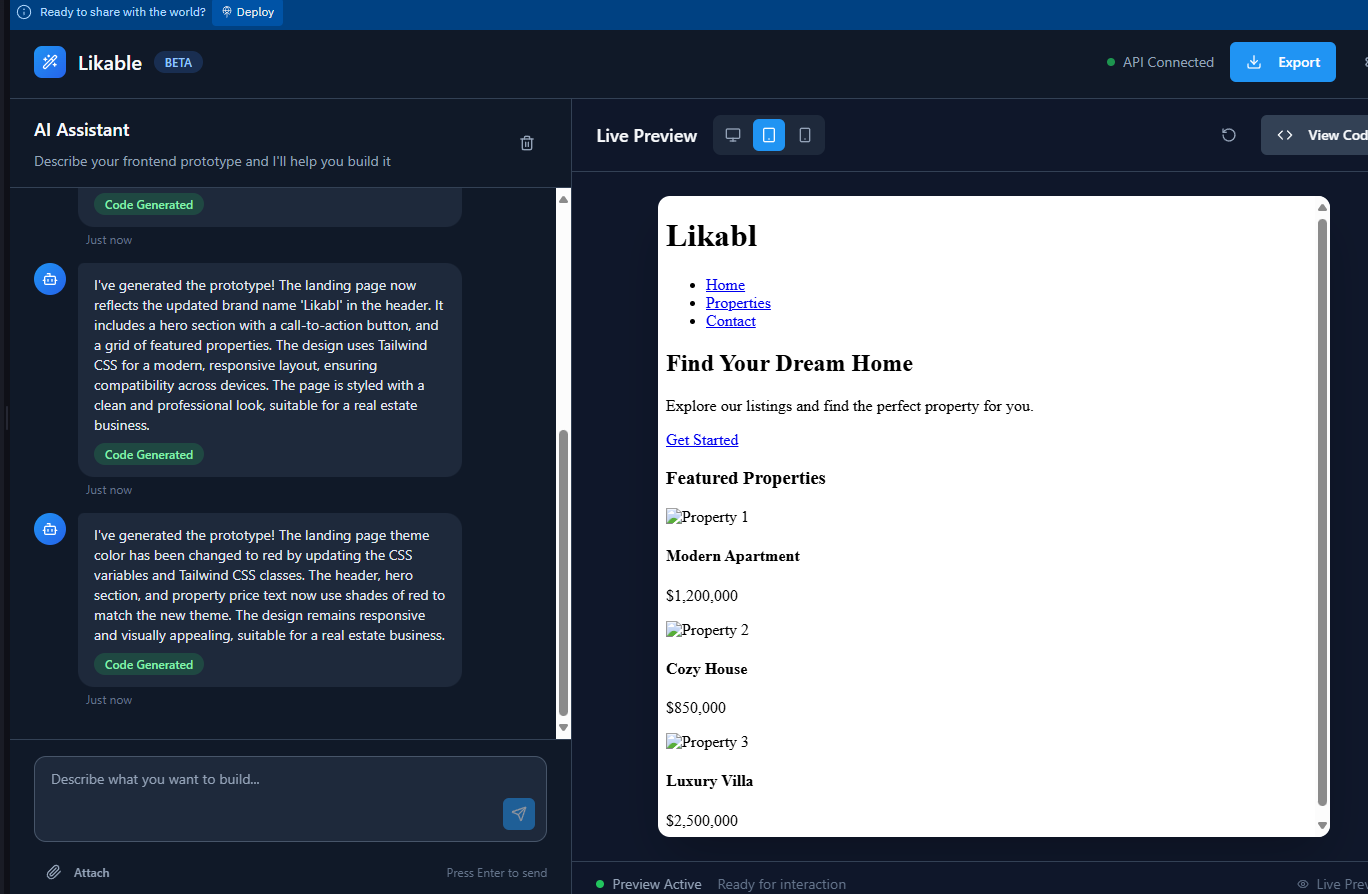 Ready to share with the world?
Deploy
Likable
BETA
API Connected
Export
AI Assistant
Describe your frontend prototype and I'll help you build it
Code Generated
Just now
I've generated the prototype! The landing page now
reflects the updated brand name 'Likabl' in the header. It
includes a hero section with a call-to-action button, and
a grid of featured properties. The design uses Tailwind
CSS for a modern, responsive layout, ensuring
compatibility across devices. The page is styled with a
clean and professional look, suitable for a real estate
business.
Code Generated
Just now
I've generated the prototype! The landing page theme
color has been changed to red by updating the CSS
variables and Tailwind CSS classes. The header, hero
section, and property price text now use shades of red to
match the new theme. The design remains responsive
and visually appealing, suitable for a real estate business.
Code Generated
Just now
Describe what you want to build...
Attach
Press Enter to send
Live Preview
View Cod
Likabl
Home
Properties
Contact
Find Your Dream Home
Explore our listings and find the perfect property for you.
Get Started
Featured Properties
Property 1
Modern Apartment
$1,200,000
Property 2
Cozy House
$850,000
Property 3
Luxury Villa
$2,500,000
Preview Active
Ready for interaction
Live Pre